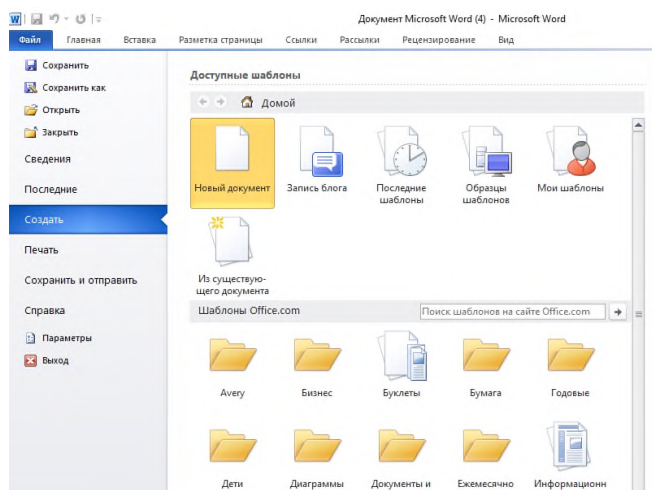 Документ Microsoft Word (4) - Microsoft Word
Файл Главная Вставка Разметка страницы Ссылки Рассылки Рецензирование Вид
Сохранить
Сохранить как
Открыть
Закрыть
Сведения
Последние
Создать
Печать
Сохранить и отправить
Справка
Параметры
Выход
Доступные шаблоны
Домой
Новый документ
Запись блога
Последние
шаблоны
Образцы
шаблонов
Мои шаблоны
Из существую-
щего документа
Шаблоны Office.com
Поиск шаблонов на сайте Office.com
Avery
Бизнес
Буклеты
Бумага
Годовые
Дети
Диаграммы
Документы и
Ежемесячно
Информационн